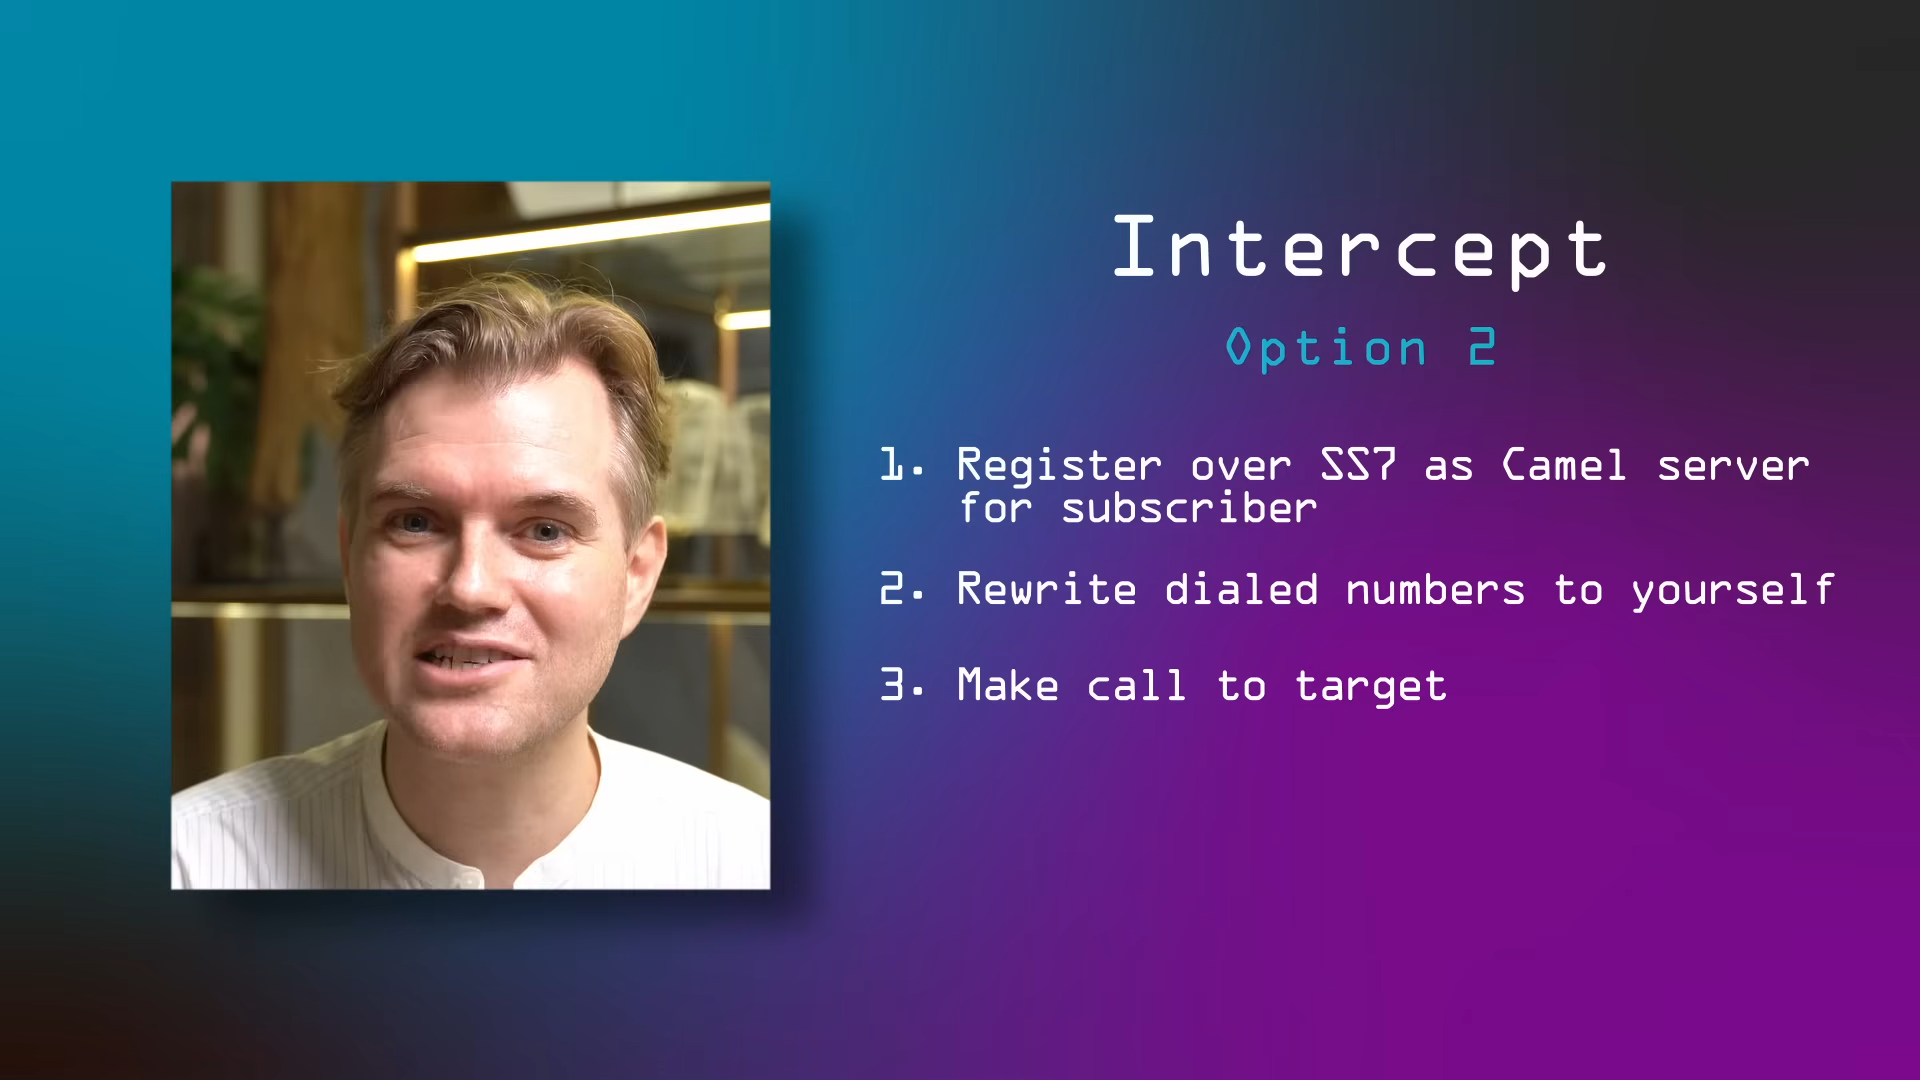 Intercept
Option 2
1. Register over SS7 as Camel server
for subscriber
2. Rewrite dialed numbers to yourself
3. Make call to target